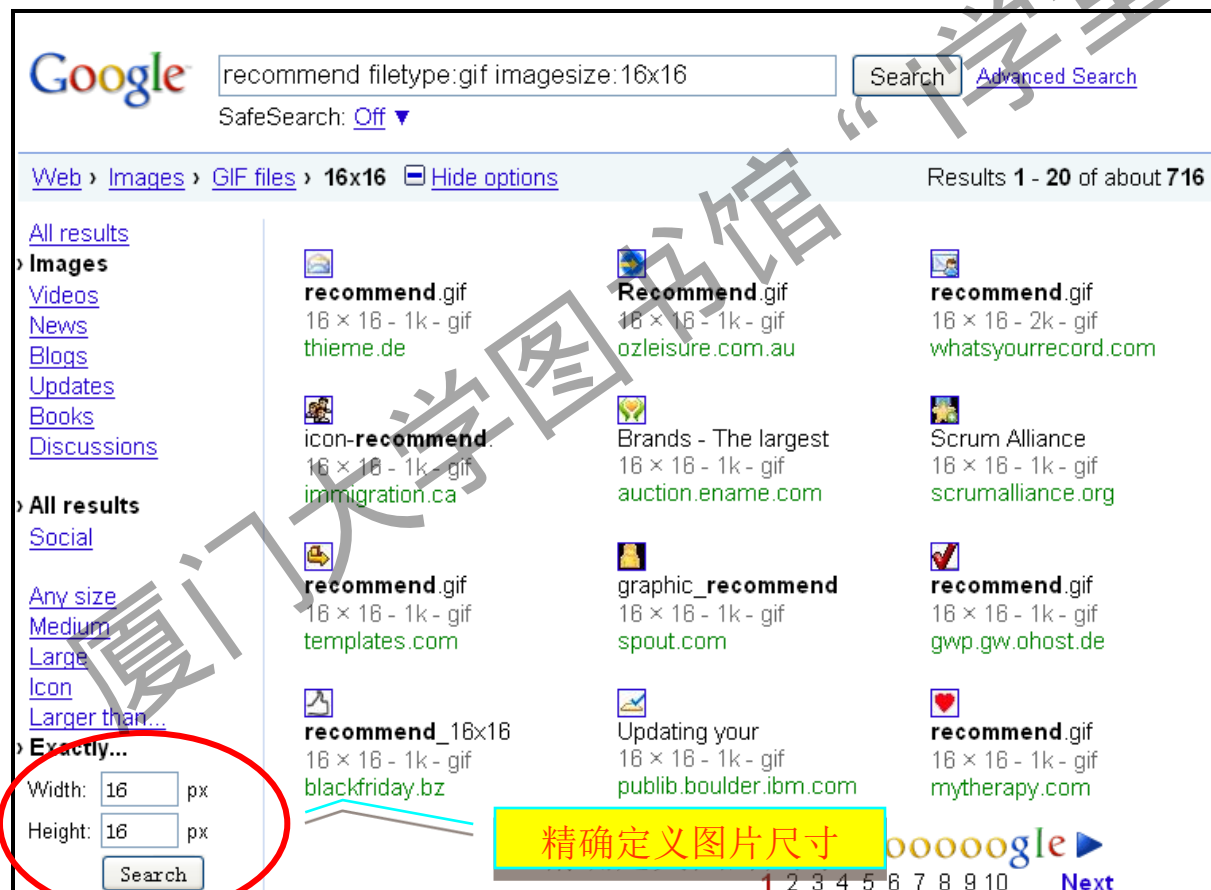 Google
recommend filetype:gif imagesize:16x16
Search
Advanced Search
SafeSearch: Off ▼
Web › Images › GIF files › 16x16 Hide options
Results 1 - 20 of about 716
All results
› Images
Videos
News
Blogs
Updates
Books
Discussions
› All results
Social
Any size
Medium
Large
Icon
Larger than...
› Exactly...
Width: 16 px
Height: 16 px
Search
recommend.gif
16 × 16 - 1k - gif
thieme.de
Recommend.gif
16 × 16 - 1k - gif
ozleisure.com.au
recommend.gif
16 × 16 - 2k - gif
whatsyourrecord.com
icon-recommend.
16 × 16 - 1k - gif
immigration.ca
Brands - The largest
16 × 16 - 1k - gif
auction.ename.com
Scrum Alliance
16 × 16 - 1k - gif
scrumalliance.org
recommend.gif
16 × 16 - 1k - gif
templates.com
graphic_recommend
16 × 16 - 1k - gif
spout.com
recommend.gif
16 × 16 - 1k - gif
gwp.gw.ohost.de
recommend_16x16
16 × 16 - 1k - gif
blackfriday.bz
Updating your
16 × 16 - 1k - gif
publib.boulder.ibm.com
recommend.gif
16 × 16 - 1k - gif
mytherapy.com
精确定义图片尺寸
ooooogle
1 2 3 4 5 6 7 8 9 10 Next
厦门大学图书馆“i学堂